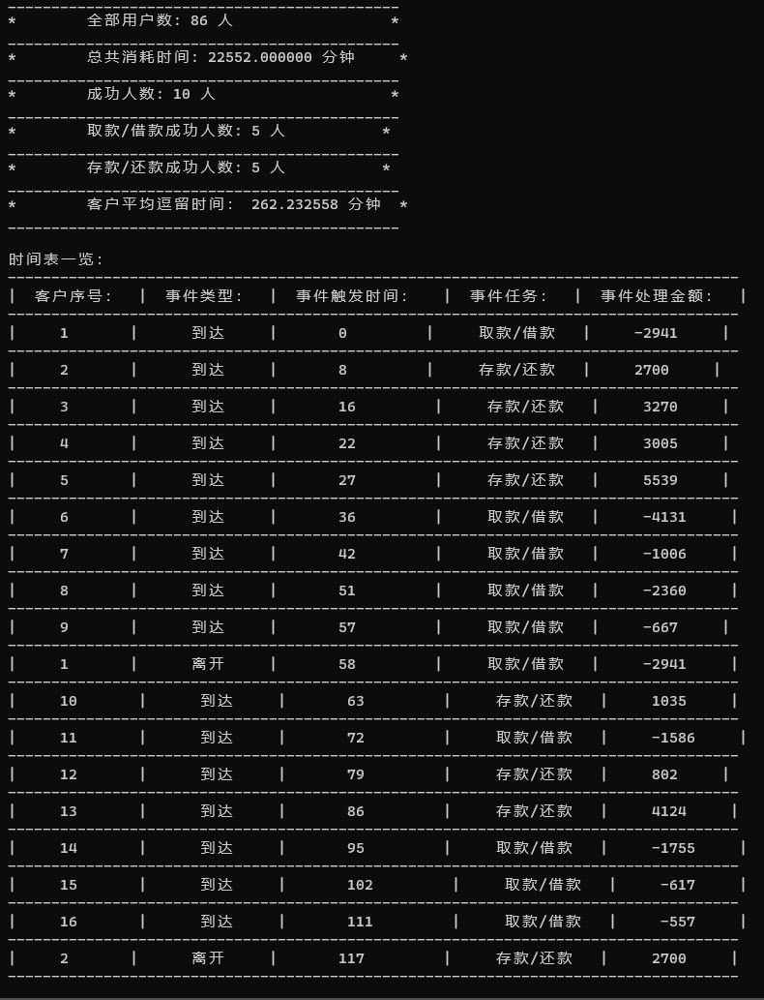 ---------------------------------------------
* 全部用户数: 86 人 *
---------------------------------------------
* 总共消耗时间: 22552.000000 分钟 *
---------------------------------------------
* 成功人数: 10 人 *
---------------------------------------------
* 取款/借款成功人数: 5 人 *
---------------------------------------------
* 存款/还款成功人数: 5 人 *
---------------------------------------------
* 客户平均逗留时间: 262.232558 分钟 *
---------------------------------------------
时间表一览:
------------------------------------------------------------------------------------
| 客户序号: | 事件类型: | 事件触发时间: | 事件任务: | 事件处理金额: |
------------------------------------------------------------------------------------
| 1 | 到达 | 0 | 取款/借款 | -2941 |
------------------------------------------------------------------------------------
| 2 | 到达 | 8 | 存款/还款 | 2700 |
------------------------------------------------------------------------------------
| 3 | 到达 | 16 | 存款/还款 | 3270 |
------------------------------------------------------------------------------------
| 4 | 到达 | 22 | 存款/还款 | 3005 |
------------------------------------------------------------------------------------
| 5 | 到达 | 27 | 存款/还款 | 5539 |
------------------------------------------------------------------------------------
| 6 | 到达 | 36 | 取款/借款 | -4131 |
------------------------------------------------------------------------------------
| 7 | 到达 | 42 | 取款/借款 | -1006 |
------------------------------------------------------------------------------------
| 8 | 到达 | 51 | 取款/借款 | -2360 |
------------------------------------------------------------------------------------
| 9 | 到达 | 57 | 取款/借款 | -667 |
------------------------------------------------------------------------------------
| 1 | 离开 | 58 | 取款/借款 | -2941 |
------------------------------------------------------------------------------------
| 10 | 到达 | 63 | 存款/还款 | 1035 |
------------------------------------------------------------------------------------
| 11 | 到达 | 72 | 取款/借款 | -1586 |
------------------------------------------------------------------------------------
| 12 | 到达 | 79 | 存款/还款 | 802 |
------------------------------------------------------------------------------------
| 13 | 到达 | 86 | 存款/还款 | 4124 |
------------------------------------------------------------------------------------
| 14 | 到达 | 95 | 取款/借款 | -1755 |
------------------------------------------------------------------------------------
| 15 | 到达 | 102 | 取款/借款 | -617 |
------------------------------------------------------------------------------------
| 16 | 到达 | 111 | 取款/借款 | -557 |
------------------------------------------------------------------------------------
| 2 | 离开 | 117 | 存款/还款 | 2700 |
------------------------------------------------------------------------------------